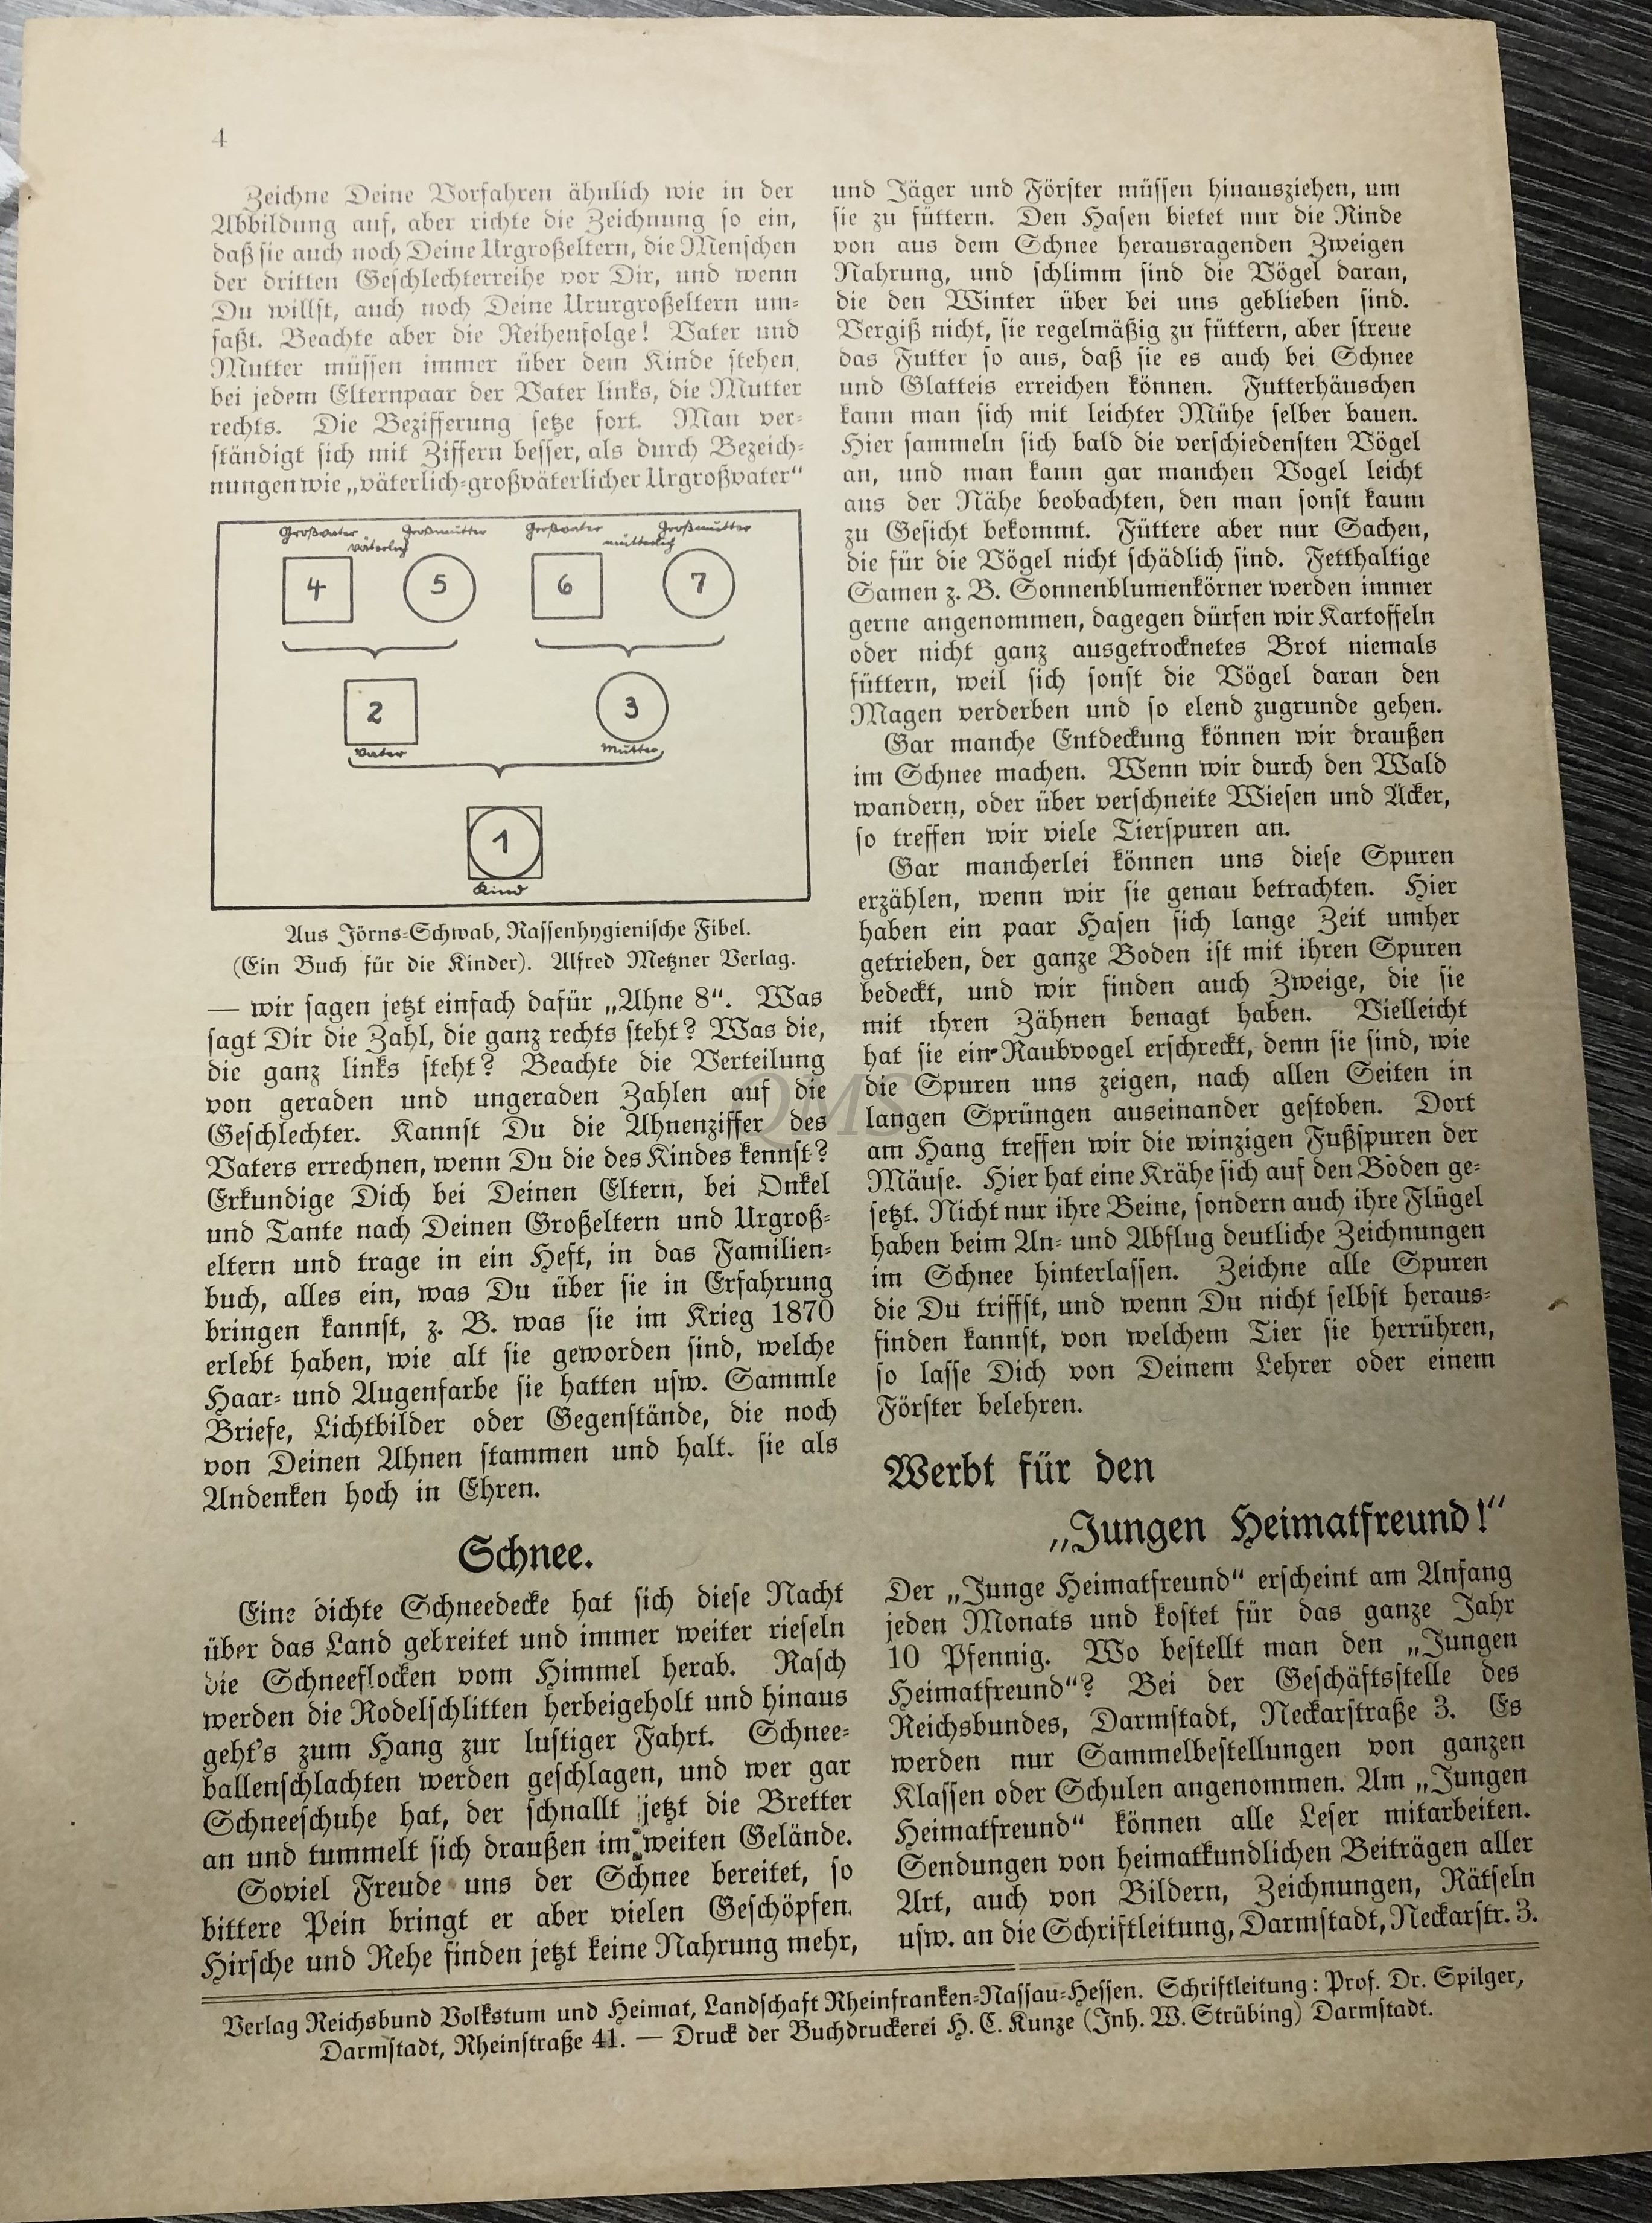 4
Zeichne Deine Vorfahren ähnlich wie in der
Abbildung auf, aber richte die Zeichnung so ein,
daß sie auch noch Deine Urgroßeltern, die Menschen
der dritten Geschlechterreihe vor Dir, und wenn
Du willst, auch noch Deine Ururgroßeltern um-
faßt. Beachte aber die Reihenfolge! Vater und
Mutter müssen immer über dem Kinde stehen,
bei jedem Elternpaar der Vater links, die Mutter
rechts. Die Bezifferung setze fort. Man ver-
ständigt sich mit Ziffern besser, als durch Bezeich-
nungen wie „väterlich-großväterlicher Urgroßvater“
Großvater Großmutter Großvater Großmutter
väterlich mütterlich
4 5 6 7
2 3
Vater Mutter
1
Kind
Aus Jörns-Schwab, Rassenhygienische Fibel.
(Ein Buch für die Kinder). Alfred Metzner Verlag.
— wir sagen jetzt einfach dafür „Ahne 8“. Was
sagt Dir die Zahl, die ganz rechts steht? Was die,
die ganz links steht? Beachte die Verteilung
von geraden und ungeraden Zahlen auf die
Geschlechter. Kannst Du die Ahnenziffer des
Vaters errechnen, wenn Du die des Kindes kennst?
Erkundige Dich bei Deinen Eltern, bei Onkel
und Tante nach Deinen Großeltern und Urgroß-
eltern und trage in ein Heft, in das Familien-
buch, alles ein, was Du über sie in Erfahrung
bringen kannst, z. B. was sie im Krieg 1870
erlebt haben, wie alt sie geworden sind, welche
Haar- und Augenfarbe sie hatten usw. Sammle
Briefe, Lichtbilder oder Gegenstände, die noch
von Deinen Ahnen stammen und halt. sie als
Andenken hoch in Ehren.
Schnee.
Eine dichte Schneedecke hat sich diese Nacht
über das Land gebreitet und immer weiter rieseln
die Schneeflocken vom Himmel herab. Rasch
werden die Rodelschlitten herbeigeholt und hinaus
geht's zum Hang zur lustiger Fahrt. Schnee-
ballenschlachten werden geschlagen, und wer gar
Schneeschuhe hat, der schnallt jetzt die Bretter
an und tummelt sich draußen im weiten Gelände.
Soviel Freude uns der Schnee bereitet, so
bittere Pein bringt er aber vielen Geschöpfen.
Hirsche und Rehe finden jetzt keine Nahrung mehr,
und Jäger und Förster müssen hinausziehen, um
sie zu füttern. Den Hasen bietet nur die Rinde
von aus dem Schnee herausragenden Zweigen
Nahrung, und schlimm sind die Vögel daran,
die den Winter über bei uns geblieben sind.
Vergiß nicht, sie regelmäßig zu füttern, aber streue
das Futter so aus, daß sie es auch bei Schnee
und Glatteis erreichen können. Futterhäuschen
kann man sich mit leichter Mühe selber bauen.
Hier sammeln sich bald die verschiedensten Vögel
an, und man kann gar manchen Vogel leicht
aus der Nähe beobachten, den man sonst kaum
zu Gesicht bekommt. Füttere aber nur Sachen,
die für die Vögel nicht schädlich sind. Fetthaltige
Samen z. B. Sonnenblumenkörner werden immer
gerne angenommen, dagegen dürfen wir Kartoffeln
oder nicht ganz ausgetrocknetes Brot niemals
füttern, weil sich sonst die Vögel daran den
Magen verderben und so elend zugrunde gehen.
Gar manche Entdeckung können wir draußen
im Schnee machen. Wenn wir durch den Wald
wandern, oder über verschneite Wiesen und Äcker,
so treffen wir viele Tierspuren an.
Gar mancherlei können uns diese Spuren
erzählen, wenn wir sie genau betrachten. Hier
haben ein paar Hasen sich lange Zeit umher
getrieben, der ganze Boden ist mit ihren Spuren
bedeckt, und wir finden auch Zweige, die sie
mit ihren Zähnen benagt haben. Vielleicht
hat sie ein Raubvogel erschreckt, denn sie sind, wie
die Spuren uns zeigen, nach allen Seiten in
langen Sprüngen auseinander gestoben. Dort
am Hang treffen wir die winzigen Fußspuren der
Mäuse. Hier hat eine Krähe sich auf den Boden ge-
setzt. Nicht nur ihre Beine, sondern auch ihre Flügel
haben beim An- und Abflug deutliche Zeichnungen
im Schnee hinterlassen. Zeichne alle Spuren
die Du triffst, und wenn Du nicht selbst heraus-
finden kannst, von welchem Tier sie herrühren,
so lasse Dich von Deinem Lehrer oder einem
Förster belehren.
Werbt für den
„Jungen Heimatfreund!“
Der „Junge Heimatfreund“ erscheint am Anfang
jeden Monats und kostet für das ganze Jahr
10 Pfennig. Wo bestellt man den „Jungen
Heimatfreund“? Bei der Geschäftsstelle des
Reichsbundes, Darmstadt, Neckarstraße 3. Es
werden nur Sammelbestellungen von ganzen
Klassen oder Schulen angenommen. Am „Jungen
Heimatfreund“ können alle Leser mitarbeiten.
Sendungen von heimatkundlichen Beiträgen aller
Art, auch von Bildern, Zeichnungen, Rätseln
usw. an die Schriftleitung, Darmstadt, Neckarstr. 3.
Verlag Reichsbund Volkstum und Heimat, Landschaft Rheinfranken-Nassau-Hessen. Schriftleitung: Prof. Dr. Spilger,
Darmstadt, Rheinstraße 41. — Druck der Buchdruckerei H. C. Kunze (Inh. W. Strübing) Darmstadt.
QMS